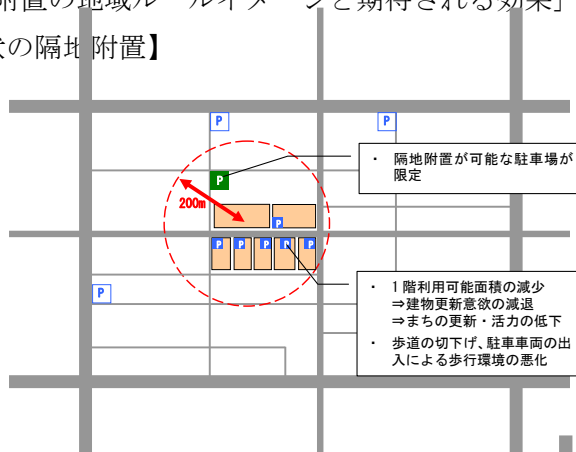 附置の地域ルールイメージと期待される効果」
の隔地附置】
P
P
・ 隔地附置が可能な駐車場が
限定
P
200m
P
P
P
P
P
P
P
・ 1階利用可能面積の減少
⇒建物更新意欲の減退
⇒まちの更新・活力の低下
・ 歩道の切下げ、駐車車両の出
入による歩行環境の悪化